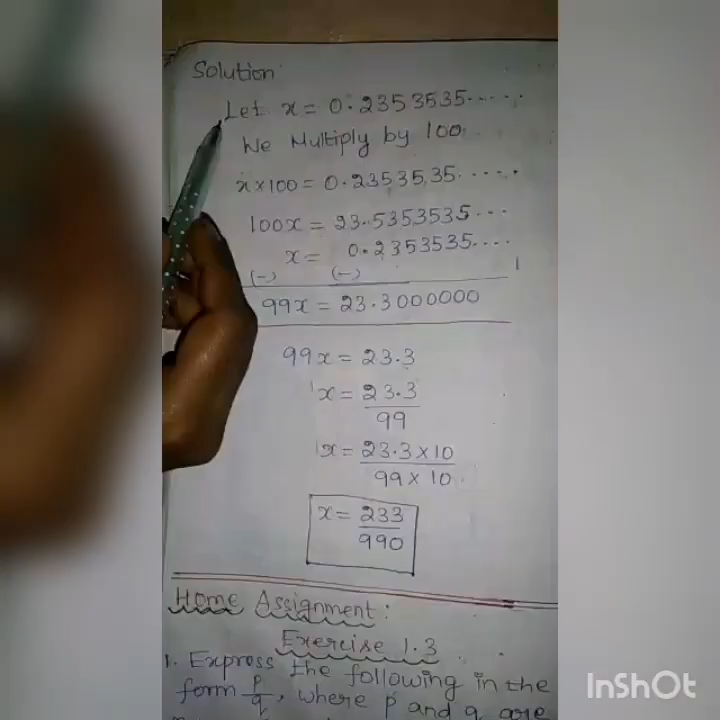 Solution
Let x = 0.2353535.....
We Multiply by 100
x × 100 = 0.2353535.....
100x = 23.5353535...
x = 0.2353535....
(-) (-)
99x = 23.3000000
99x = 23.3
x = 23.3
99
x = 23.3 × 10
99 × 10
x = 233
990
Home Assignment:
Exercise 1.3
1. Express the following in the
form p/q, where p and q are
InShOt